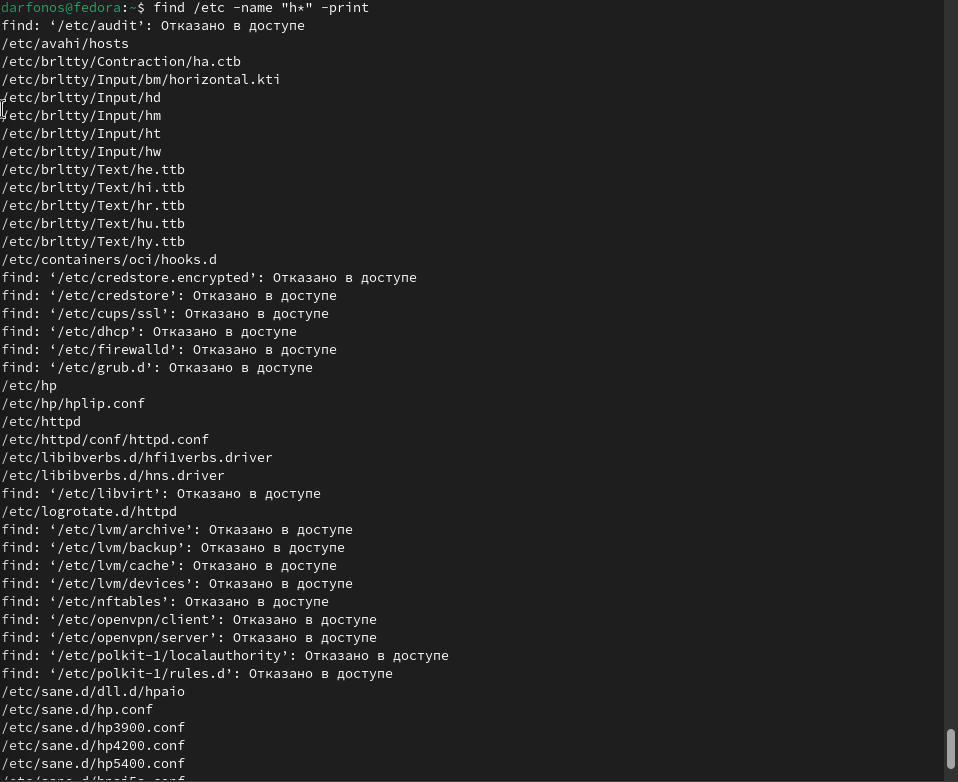 darfonos@fedora:~$ find /etc -name "h*" -print
find: ‘/etc/audit’: Отказано в доступе
/etc/avahi/hosts
/etc/brltty/Contraction/ha.ctb
/etc/brltty/Input/bm/horizontal.kti
/etc/brltty/Input/hd
/etc/brltty/Input/hm
/etc/brltty/Input/ht
/etc/brltty/Input/hw
/etc/brltty/Text/he.ttb
/etc/brltty/Text/hi.ttb
/etc/brltty/Text/hr.ttb
/etc/brltty/Text/hu.ttb
/etc/brltty/Text/hy.ttb
/etc/containers/oci/hooks.d
find: ‘/etc/credstore.encrypted’: Отказано в доступе
find: ‘/etc/credstore’: Отказано в доступе
find: ‘/etc/cups/ssl’: Отказано в доступе
find: ‘/etc/dhcp’: Отказано в доступе
find: ‘/etc/firewalld’: Отказано в доступе
find: ‘/etc/grub.d’: Отказано в доступе
/etc/hp
/etc/hp/hplip.conf
/etc/httpd
/etc/httpd/conf/httpd.conf
/etc/libibverbs.d/hfi1verbs.driver
/etc/libibverbs.d/hns.driver
find: ‘/etc/libvirt’: Отказано в доступе
/etc/logrotate.d/httpd
find: ‘/etc/lvm/archive’: Отказано в доступе
find: ‘/etc/lvm/backup’: Отказано в доступе
find: ‘/etc/lvm/cache’: Отказано в доступе
find: ‘/etc/lvm/devices’: Отказано в доступе
find: ‘/etc/nftables’: Отказано в доступе
find: ‘/etc/openvpn/client’: Отказано в доступе
find: ‘/etc/openvpn/server’: Отказано в доступе
find: ‘/etc/polkit-1/localauthority’: Отказано в доступе
find: ‘/etc/polkit-1/rules.d’: Отказано в доступе
/etc/sane.d/dll.d/hpaio
/etc/sane.d/hp.conf
/etc/sane.d/hp3900.conf
/etc/sane.d/hp4200.conf
/etc/sane.d/hp5400.conf